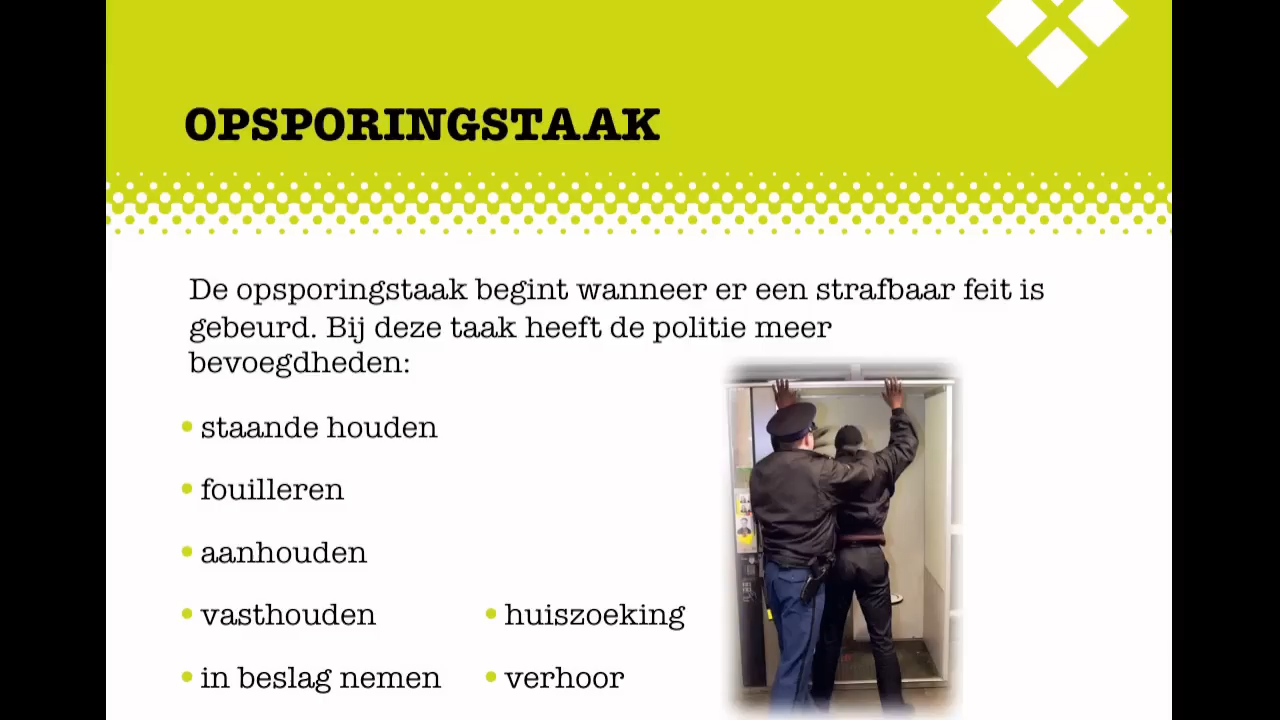 OPSPORINGSTAAK
De opsporingstaak begint wanneer er een strafbaar feit is
gebeurd. Bij deze taak heeft de politie meer
bevoegdheden:
• staande houden
• fouilleren
• aanhouden
• vasthouden
• in beslag nemen
• huiszoeking
• verhoor